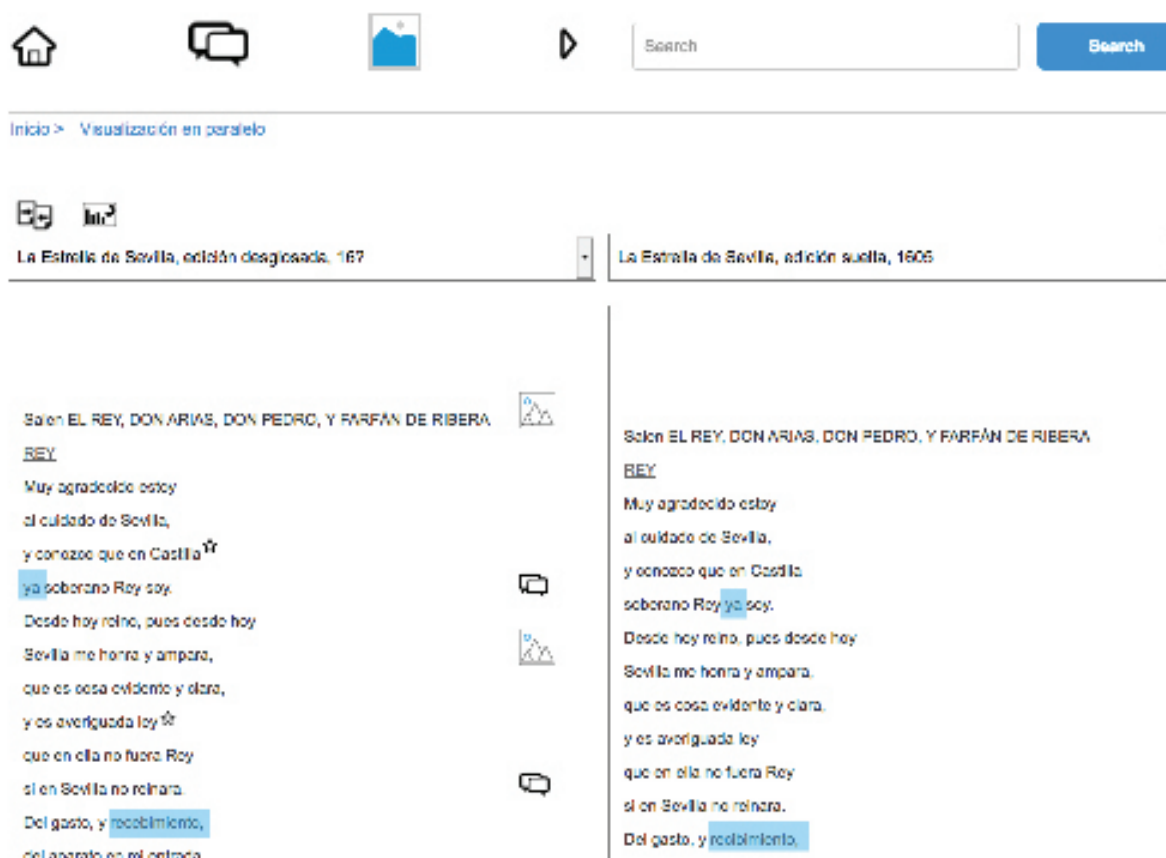 Search
Search
Inicio > Visualización en paralelo
La Estrella de Sevilla, edición desglosada, 167
La Estrella de Sevilla, edición suelta, 1605
Salen EL REY, DON ARIAS, DON PEDRO, Y FARFÁN DE RIBERA
REY
Muy agradecido estoy
al cuidado de Sevilla,
y conozco que en Castilla
ya soberano Rey soy.
Desde hoy reino, pues desde hoy
Sevilla me honra y ampara,
que es cosa evidente y clara,
y es averiguada ley
que en ella no fuera Rey
si en Sevilla no reinara.
Del gasto, y recebimiento,
del aparato en mi entrada
Salen EL REY, DON ARIAS, DON PEDRO, Y FARFÁN DE RIBERA
REY
Muy agradecido estoy
al cuidado de Sevilla,
y conozco que en Castilla
soberano Rey ya soy.
Desde hoy reino, pues desde hoy
Sevilla me honra y ampara,
que es cosa evidente y clara,
y es averiguada ley
que en ella no fuera Rey
si en Sevilla no reinara.
Del gasto, y recibimiento,